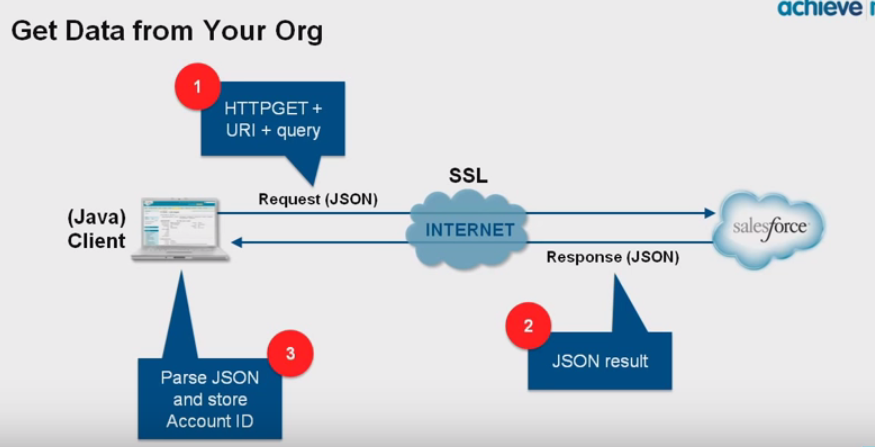 achieve
Get Data from Your Org
1
HTTPGET +
URI + query
SSL
Request (JSON)
(Java)
Client
INTERNET
salesforce
Response (JSON)
2
JSON result
3
Parse JSON
and store
Account ID